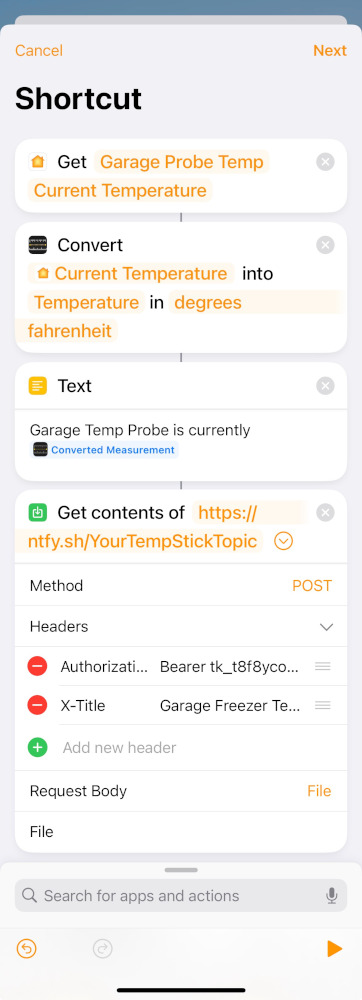 Cancel Next
Shortcut
Get Garage Probe Temp
Current Temperature
Convert
Current Temperature into
Temperature in degrees
fahrenheit
Text
Garage Temp Probe is currently
Converted Measurement
Get contents of https://
ntfy.sh/YourTempStickTopic
Method POST
Headers
Authorizati... Bearer tk_t8f8yco...
X-Title Garage Freezer Te...
Add new header
Request Body File
File
Search for apps and actions